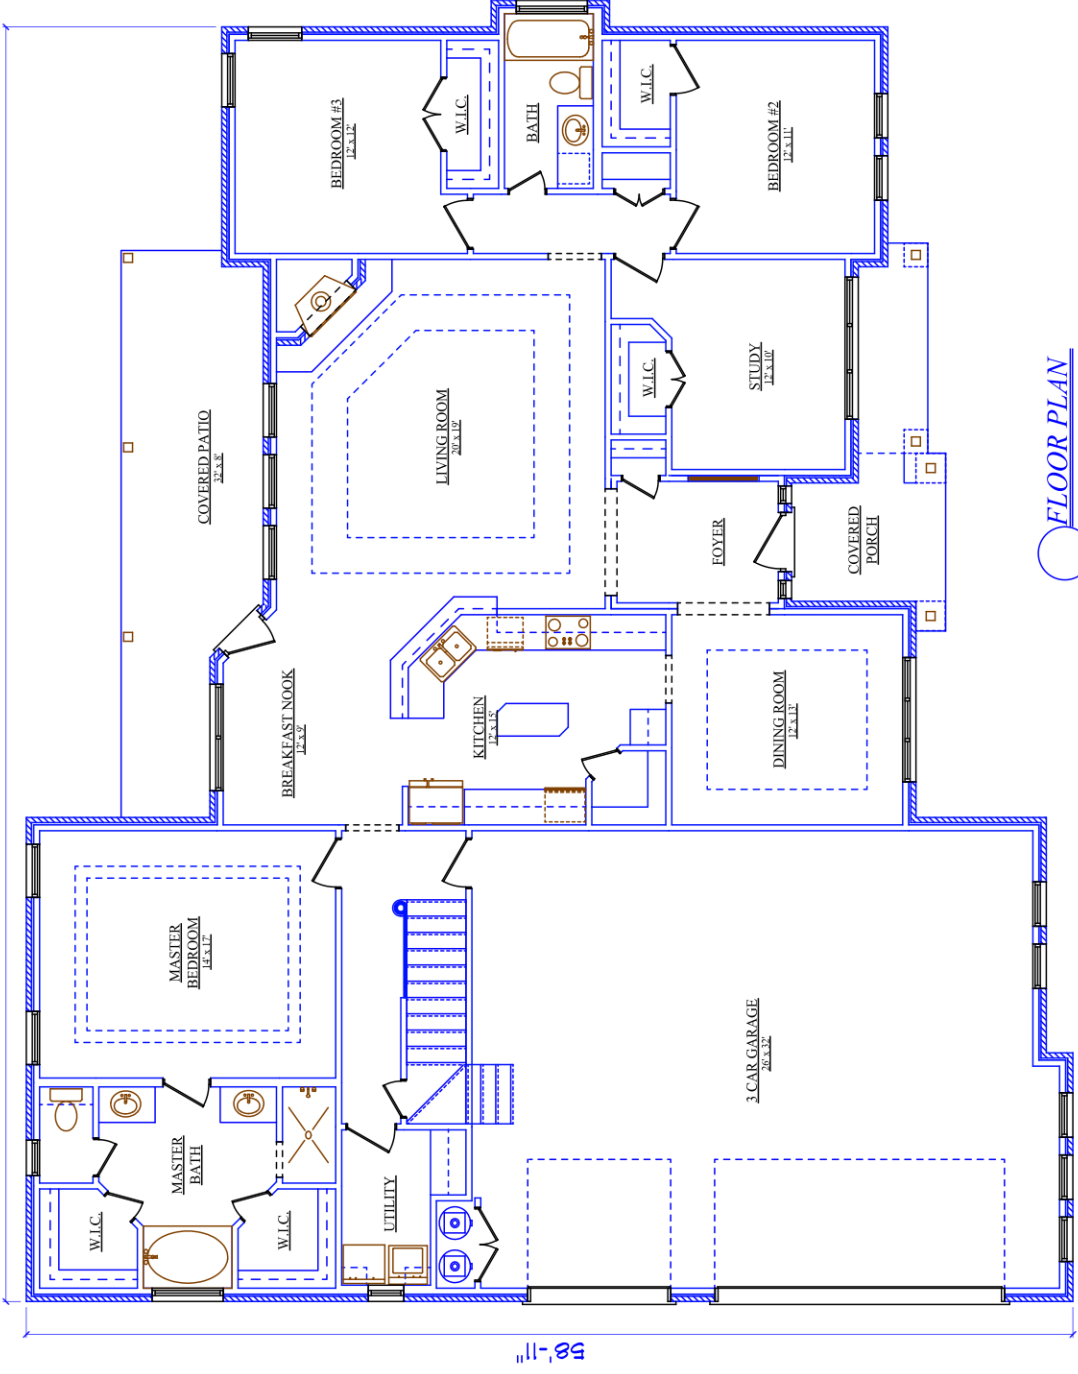 BEDROOM #3
12' x 12'
W.I.C.
BATH
W.I.C.
BEDROOM #2
12' x 11'
COVERED PATIO
32' x 8'
LIVING ROOM
20' x 19'
W.I.C.
STUDY
12' x 10'
FOYER
COVERED
PORCH
BREAKFAST NOOK
12' x 9'
KITCHEN
12' x 15'
DINING ROOM
12' x 13'
MASTER
BEDROOM
14' x 17'
3 CAR GARAGE
26' x 32'
MASTER
BATH
W.I.C.
W.I.C.
UTILITY
58'-11"
FLOOR PLAN